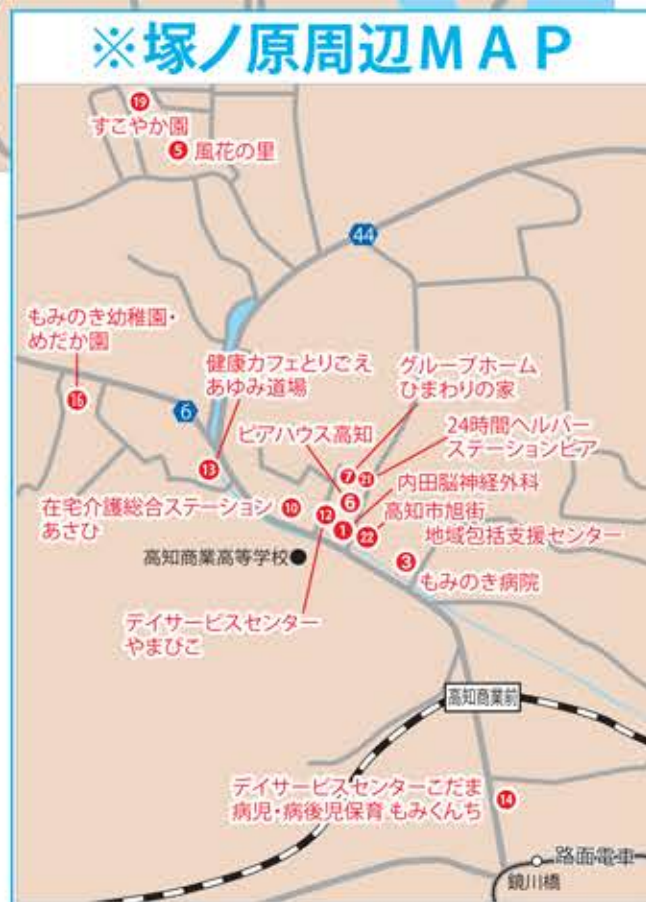 ※塚ノ原周辺MAP
19
すこやか園
5 風花の里
44
もみのき幼稚園・
めだか園
16
6
健康カフェとりごえ
あゆみ道場
13
グループホーム
ひまわりの家
ピアハウス高知
24時間ヘルパー
ステーションピア
7 21
6
内田脳神経外科
在宅介護総合ステーション
あさひ
10
12
1
22
高知市旭街
地域包括支援センター
高知商業高等学校
3
もみのき病院
デイサービスセンター
やまびこ
高知商業前
デイサービスセンターこだま
病児・病後児保育 もみくんち
14
路面電車
鏡川橋